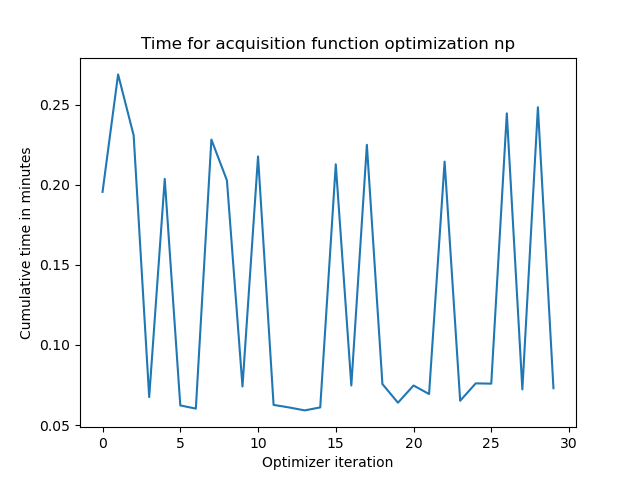 Time for acquisition function optimization np
0.25
0.20
0.15
0.10
0.05
Cumulative time in minutes
0 5 10 15 20 25 30
Optimizer iteration